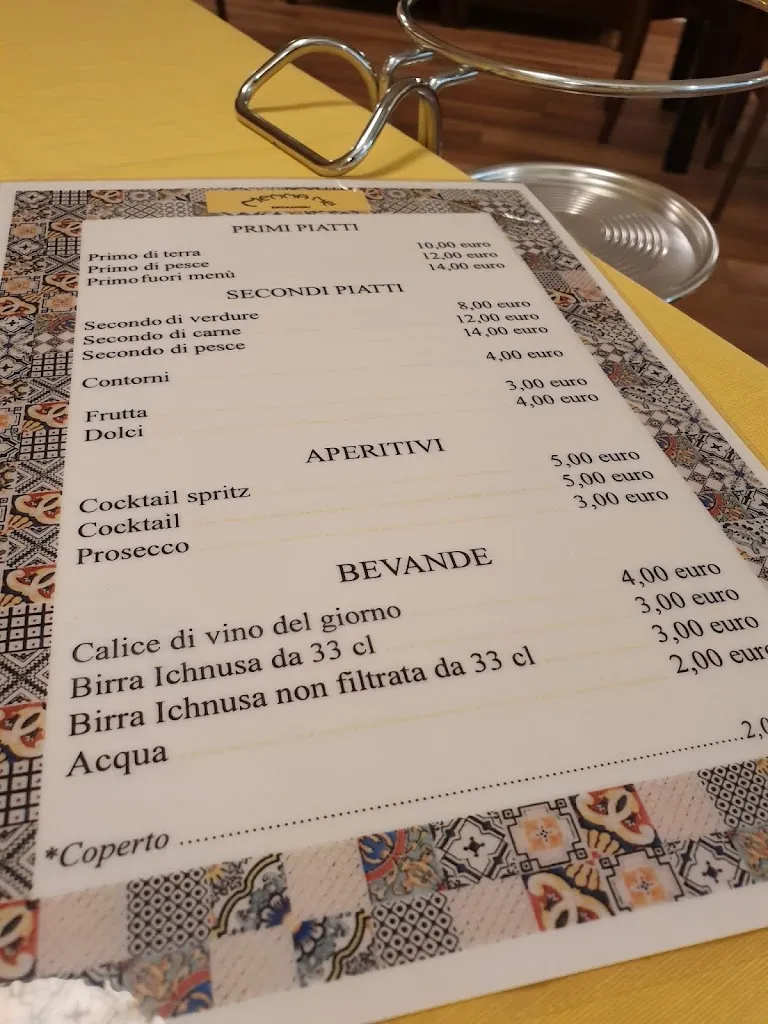 PRIMI PIATTI
Primo di terra 10,00 euro
Primo di pesce 12,00 euro
Primo fuori menù 14,00 euro
SECONDI PIATTI
Secondo di verdure 8,00 euro
Secondo di carne 12,00 euro
Secondo di pesce 14,00 euro
Contorni 4,00 euro
Frutta 3,00 euro
Dolci 4,00 euro
APERITIVI
Cocktail spritz 5,00 euro
Cocktail 5,00 euro
Prosecco 3,00 euro
BEVANDE
Calice di vino del giorno 4,00 euro
Birra Ichnusa da 33 cl 3,00 euro
Birra Ichnusa non filtrata da 33 cl 3,00 euro
Acqua 2,00 euro
*Coperto ........................................................2,0